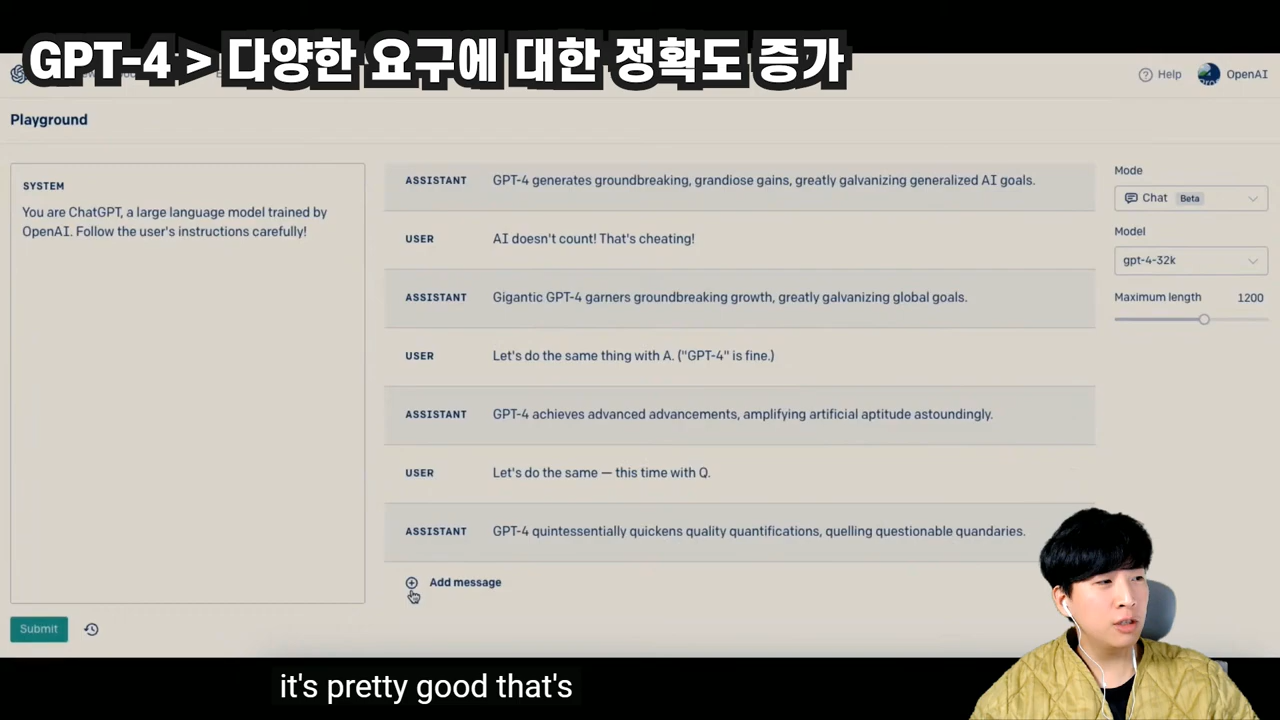 GPT-4 > 다양한 요구에 대한 정확도 증가
Help
OpenAI
Playground
SYSTEM
You are ChatGPT, a large language model trained by
OpenAI. Follow the user's instructions carefully!
ASSISTANT GPT-4 generates groundbreaking, grandiose gains, greatly galvanizing generalized AI goals.
USER AI doesn't count! That's cheating!
ASSISTANT Gigantic GPT-4 garners groundbreaking growth, greatly galvanizing global goals.
USER Let's do the same thing with A. ("GPT-4" is fine.)
ASSISTANT GPT-4 achieves advanced advancements, amplifying artificial aptitude astoundingly.
USER Let's do the same — this time with Q.
ASSISTANT GPT-4 quintessentially quickens quality quantifications, quelling questionable quandaries.
Add message
Mode
Chat Beta
Model
gpt-4-32k
Maximum length 1200
Submit
it's pretty good that's